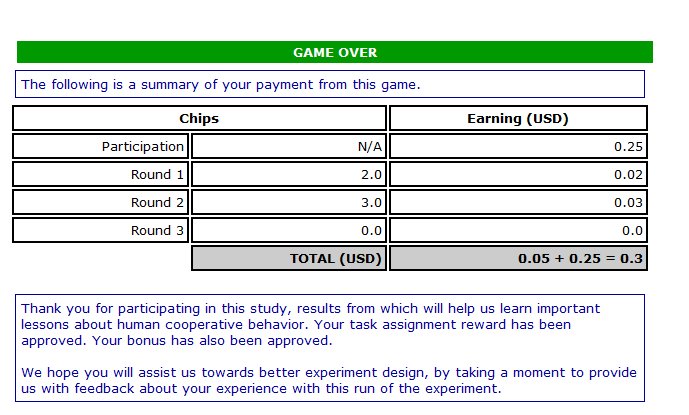 GAME OVER
The following is a summary of your payment from this game.
Chips Earning (USD)
Participation N/A 0.25
Round 1 2.0 0.02
Round 2 3.0 0.03
Round 3 0.0 0.0
TOTAL (USD) 0.05 + 0.25 = 0.3
Thank you for participating in this study, results from which will help us learn important
lessons about human cooperative behavior. Your task assignment reward has been
approved. Your bonus has also been approved.
We hope you will assist us towards better experiment design, by taking a moment to provide
us with feedback about your experience with this run of the experiment.